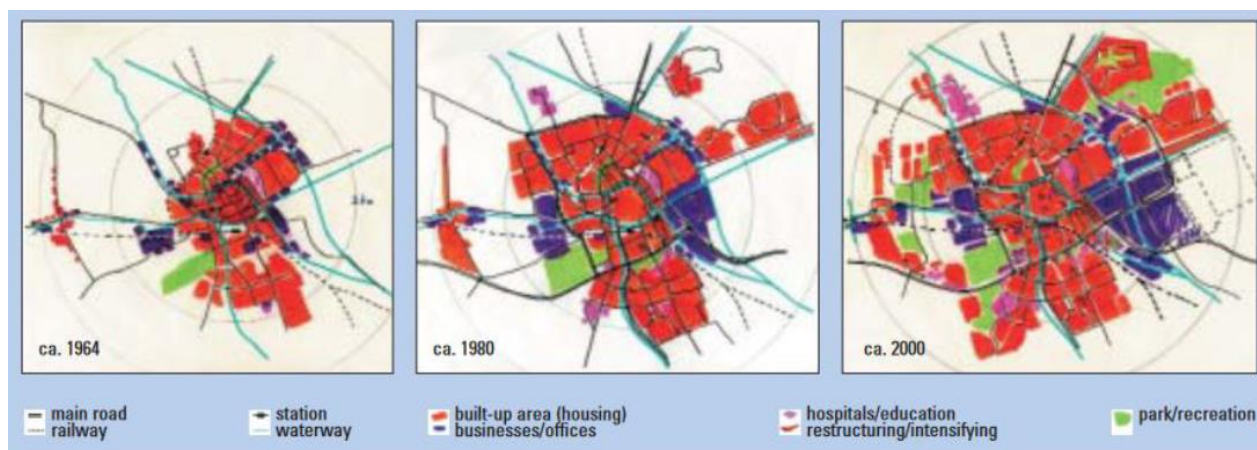 ca. 1964
ca. 1980
ca. 2000
main road
railway
station
waterway
built-up area (housing)
businesses/offices
hospitals/education
restructuring/intensifying
park/recreation